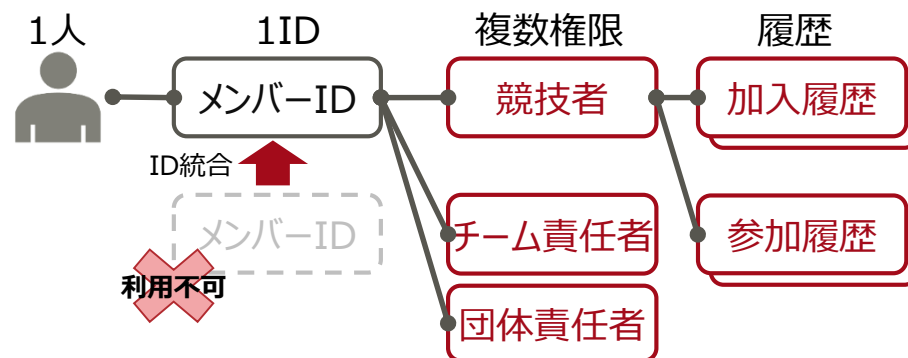 1人
1ID
複数権限
履歴
メンバーID
競技者
加入履歴
ID統合
メンバーID
チーム責任者
参加履歴
利用不可
団体責任者